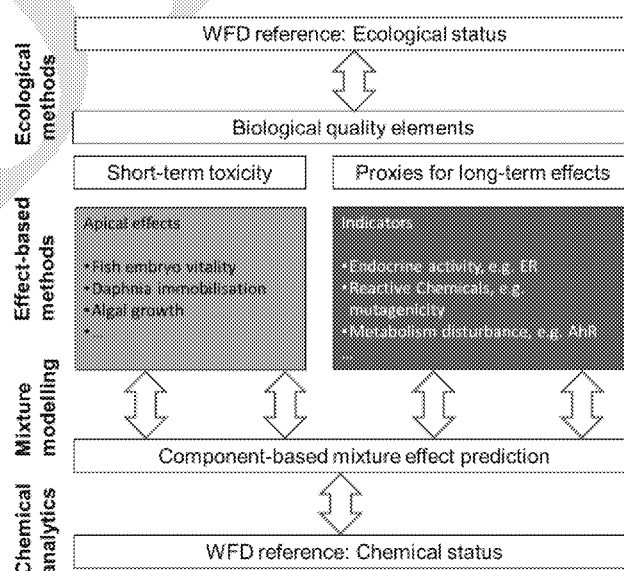 Ecological
methods
WFD reference: Ecological status
Biological quality elements
Effect-based
methods
Short-term toxicity
Proxies for long-term effects
Apical effects
•Fish embryo vitality
•Daphnia immobilisation
•Algal growth
•...
Indicators
•Endocrine activity, e.g. ER
•Reactive Chemicals, e.g.
mutagenicity
•Metabolism disturbance, e.g. AhR
...
Mixture
modelling
Component-based mixture effect prediction
Chemical
analytics
WFD reference: Chemical status